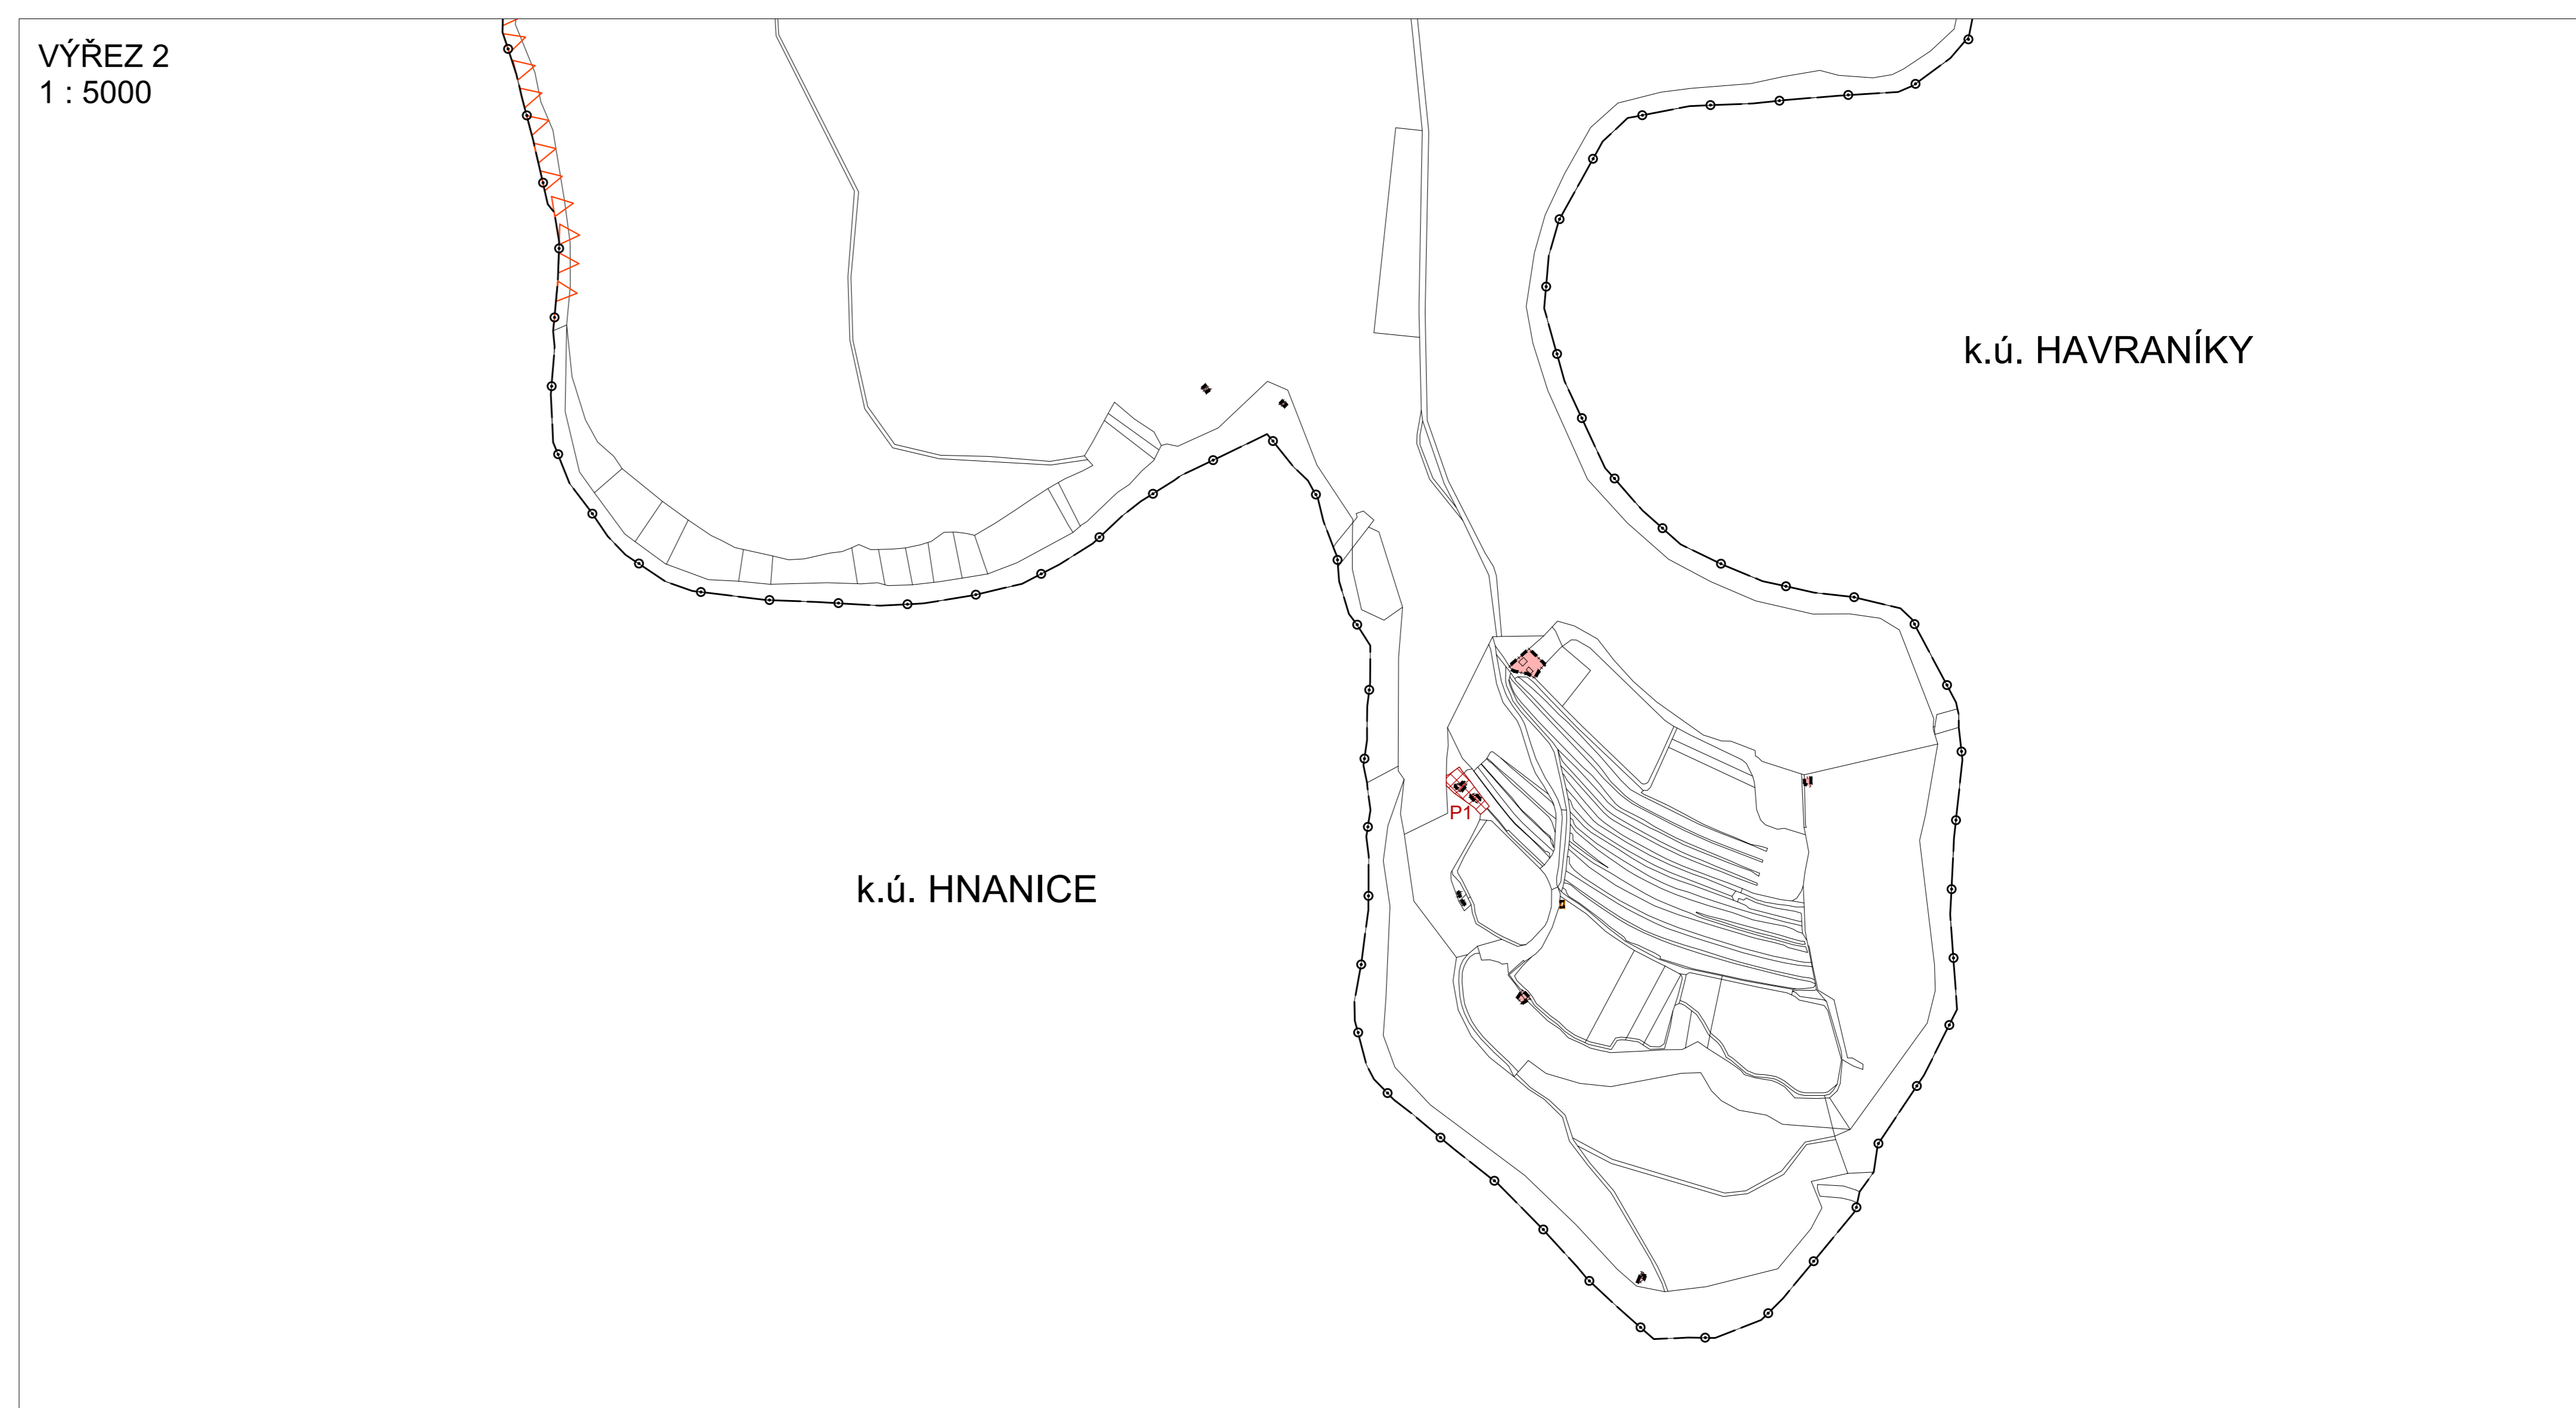 VÝŘEZ 2
1 : 5000
k.ú. HAVRANÍKY
P1
k.ú. HNANICE